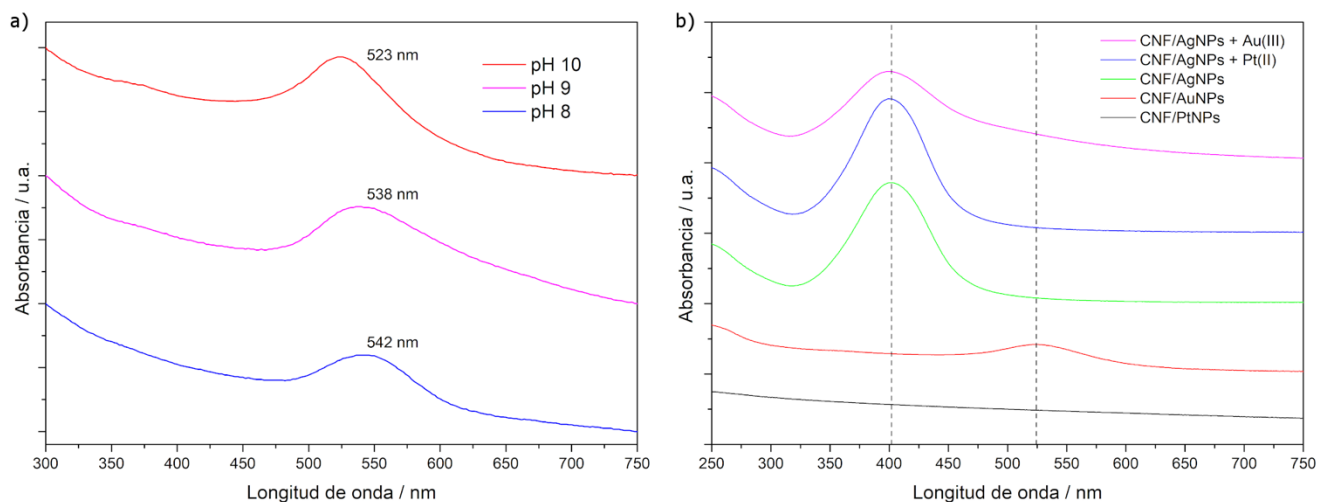 a)
523 nm
pH 10
pH 9
pH 8
538 nm
542 nm
Absorbancia / u.a.
300 350 400 450 500 550 600 650 700 750
Longitud de onda / nm
b)
CNF/AgNPs + Au(III)
CNF/AgNPs + Pt(II)
CNF/AgNPs
CNF/AuNPs
CNF/PtNPs
Absorbancia / u.a.
250 300 350 400 450 500 550 600 650 700 750
Longitud de onda / nm